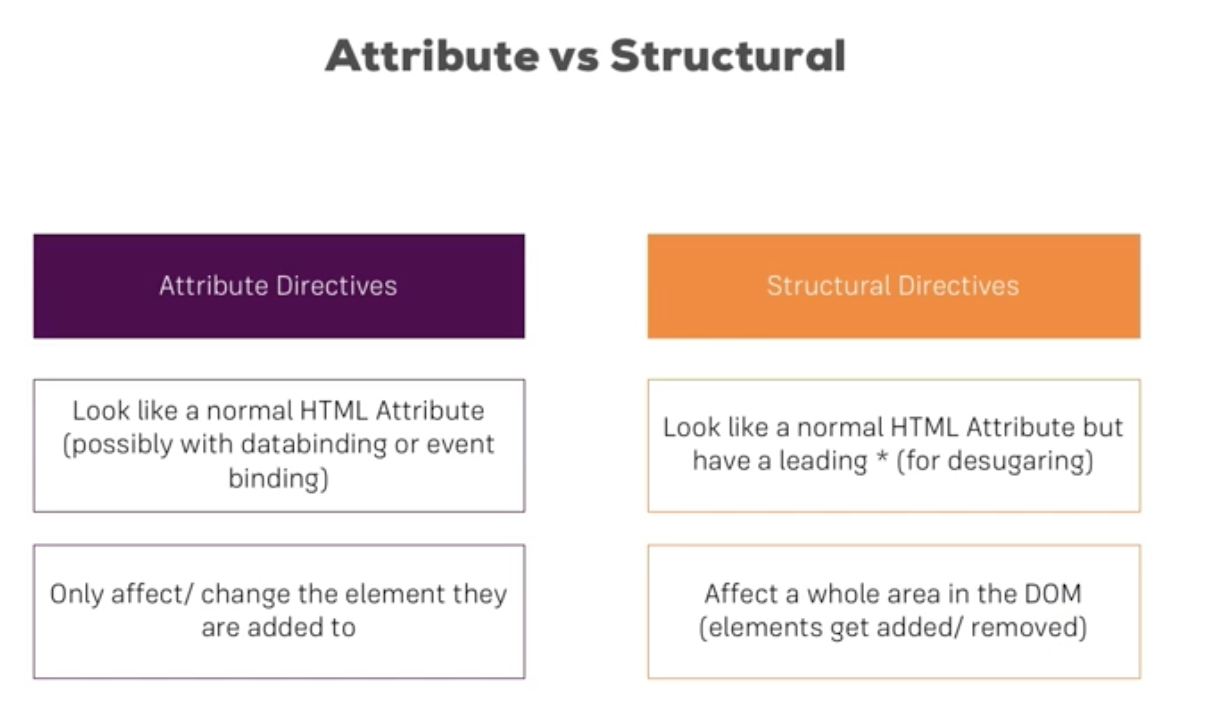 Attribute vs Structural
Attribute Directives
Structural Directives
Look like a normal HTML Attribute
(possibly with databinding or event
binding)
Look like a normal HTML Attribute but
have a leading * (for desugaring)
Only affect/ change the element they
are added to
Affect a whole area in the DOM
(elements get added/ removed)